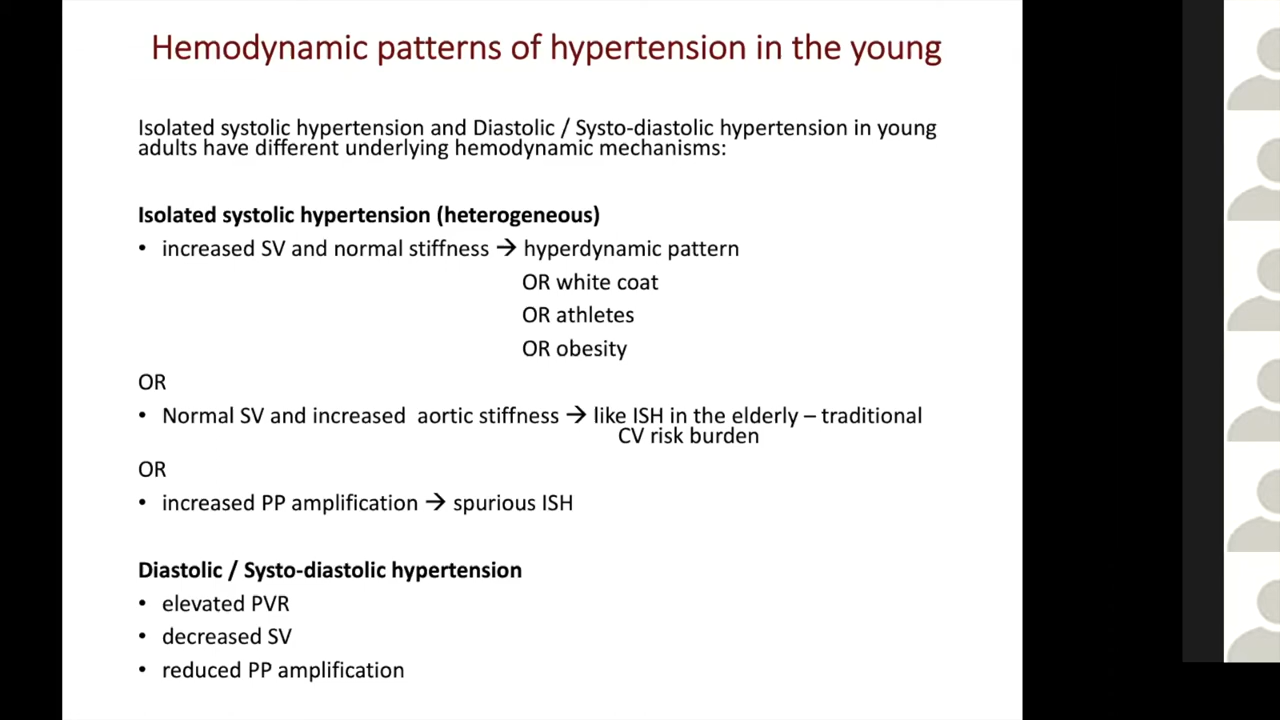 Hemodynamic patterns of hypertension in the young
Isolated systolic hypertension and Diastolic / Systo-diastolic hypertension in young
adults have different underlying hemodynamic mechanisms:
Isolated systolic hypertension (heterogeneous)
• increased SV and normal stiffness → hyperdynamic pattern
OR white coat
OR athletes
OR obesity
OR
• Normal SV and increased  aortic stiffness → like ISH in the elderly – traditional
CV risk burden
OR
• increased PP amplification → spurious ISH
Diastolic / Systo-diastolic hypertension
• elevated PVR
• decreased SV
• reduced PP amplification